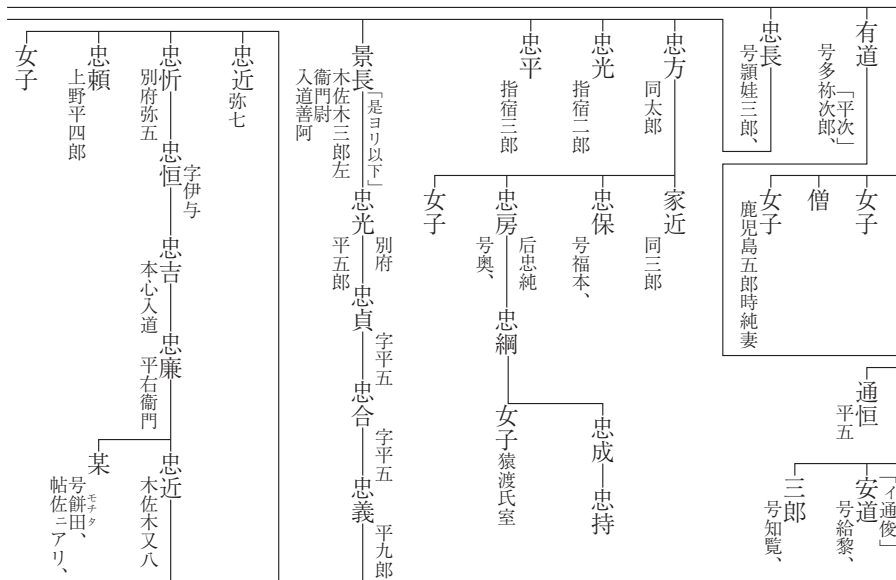 有道
「平次」
号多祢次郎、
忠長
号頴娃三郎、
忠方
同太郎
忠光
指宿二郎
忠平
指宿三郎
景長
「是ヨリ以下」
木佐木三郎左
衞門尉
入道善阿
忠近
弥七
忠忻
別府弥五
忠頼
上野平四郎
女子
女子
僧
女子
鹿児島五郎時純妻
家近
同三郎
忠保
号福本、
忠房
后忠純
号奥、
女子
忠綱
忠光
別府
平五郎
忠貞
字平五
忠合
字平五
忠義
平九郎
忠恒
字伊与
忠吉
本心入道
忠廉
平右衞門
忠近
木佐木又八
某
号餅田、
モチタ
帖佐ニアリ、
忠成
忠持
女子
猿渡氏室
通恒
平五
「イ通俊」
安道
号給黎、
三郎
号知覧、